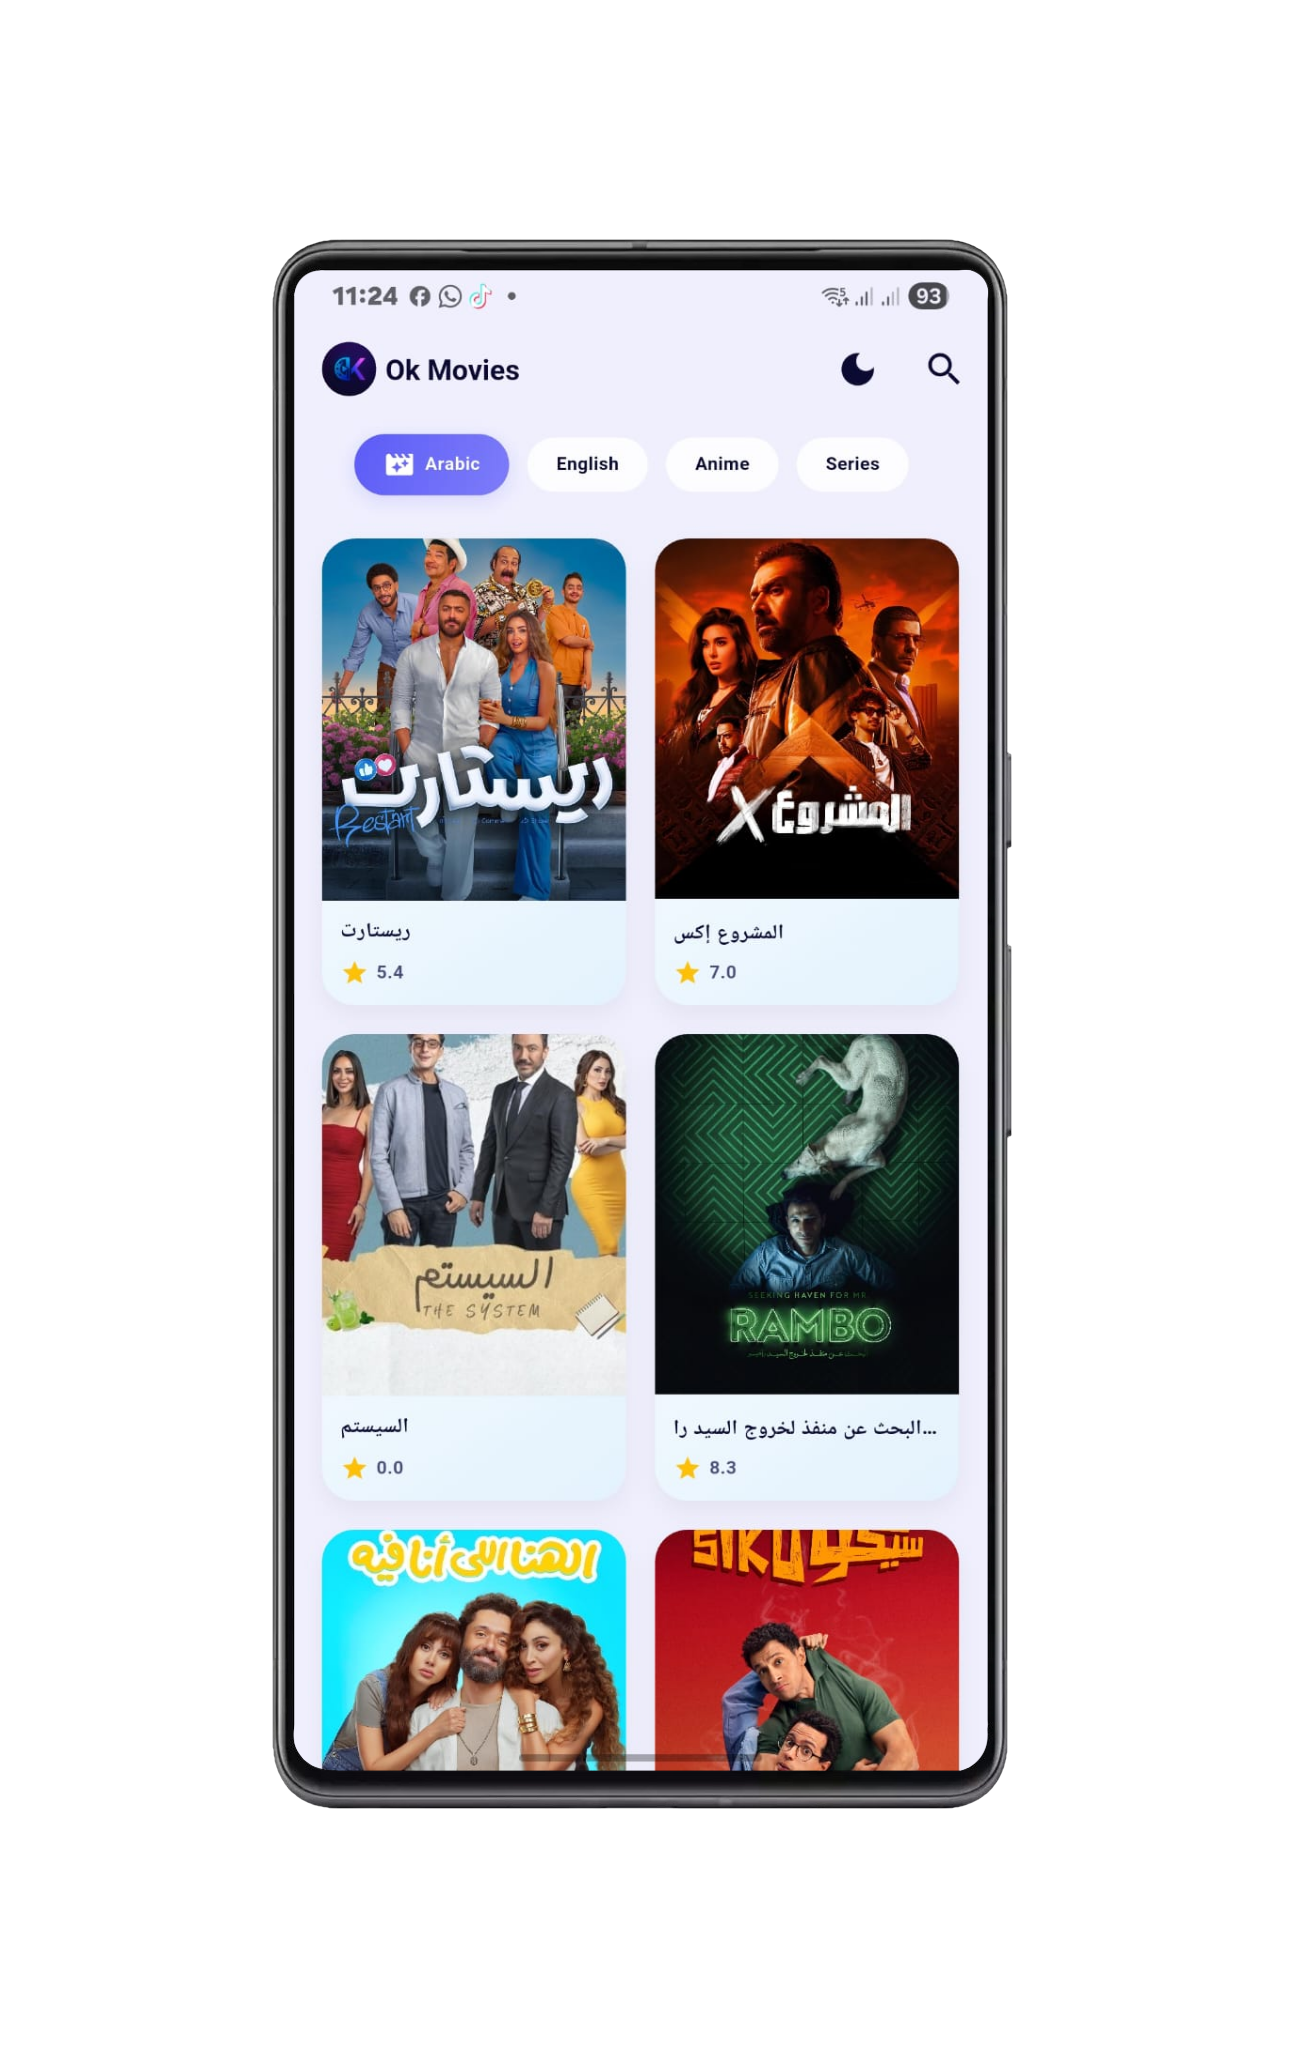 11:24
5
93
Ok Movies
Arabic
English
Anime
Series
ريستارت
Restart
المشروع X
ريستارت
5.4
المشروع إكس
7.0
السيستم
THE SYSTEM
SEEKING HAVEN FOR MR
RAMBO
السيستم
0.0
البحث عن منفذ لخروج السيد را...
8.3
الهنا اللي أنا فيه
سيكو
SIKO